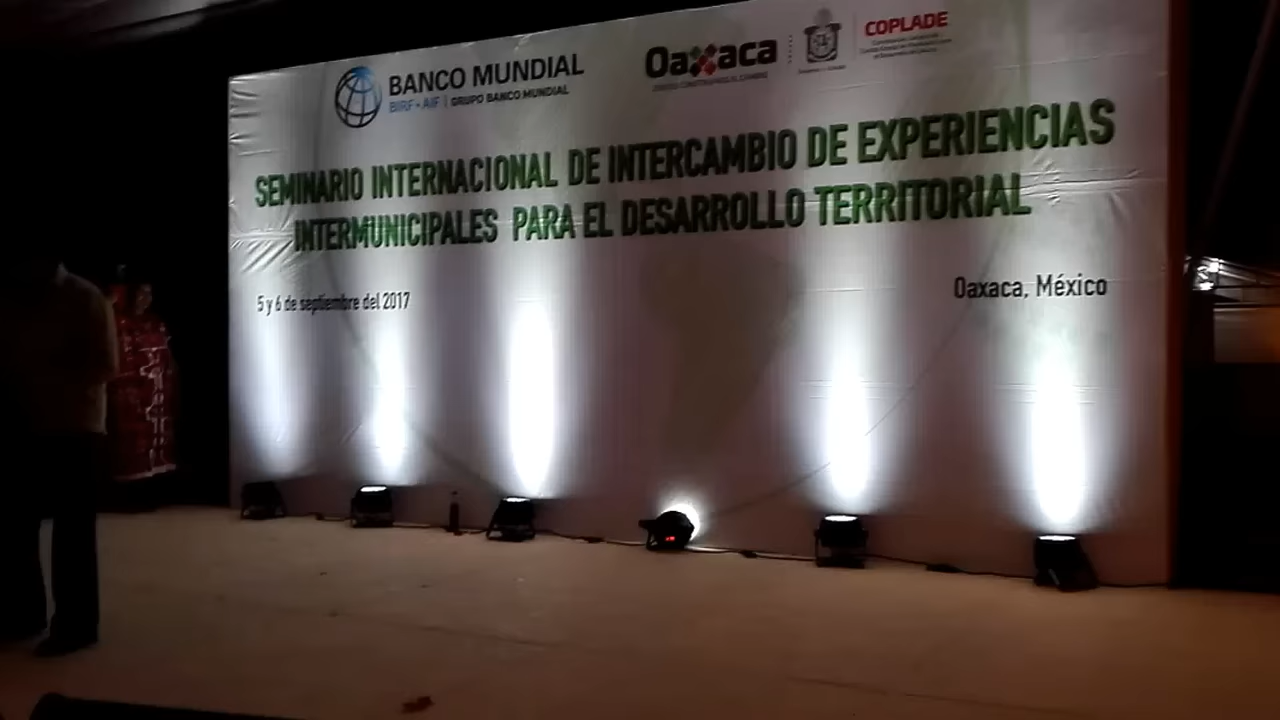 BANCO MUNDIAL
BIRF • AIF | GRUPO BANCO MUNDIAL
Oaxaca
COPLADE
SEMINARIO INTERNACIONAL DE INTERCAMBIO DE EXPERIENCIAS
INTERMUNICIPALES PARA EL DESARROLLO TERRITORIAL
5 y 6 de septiembre del 2017
Oaxaca, México